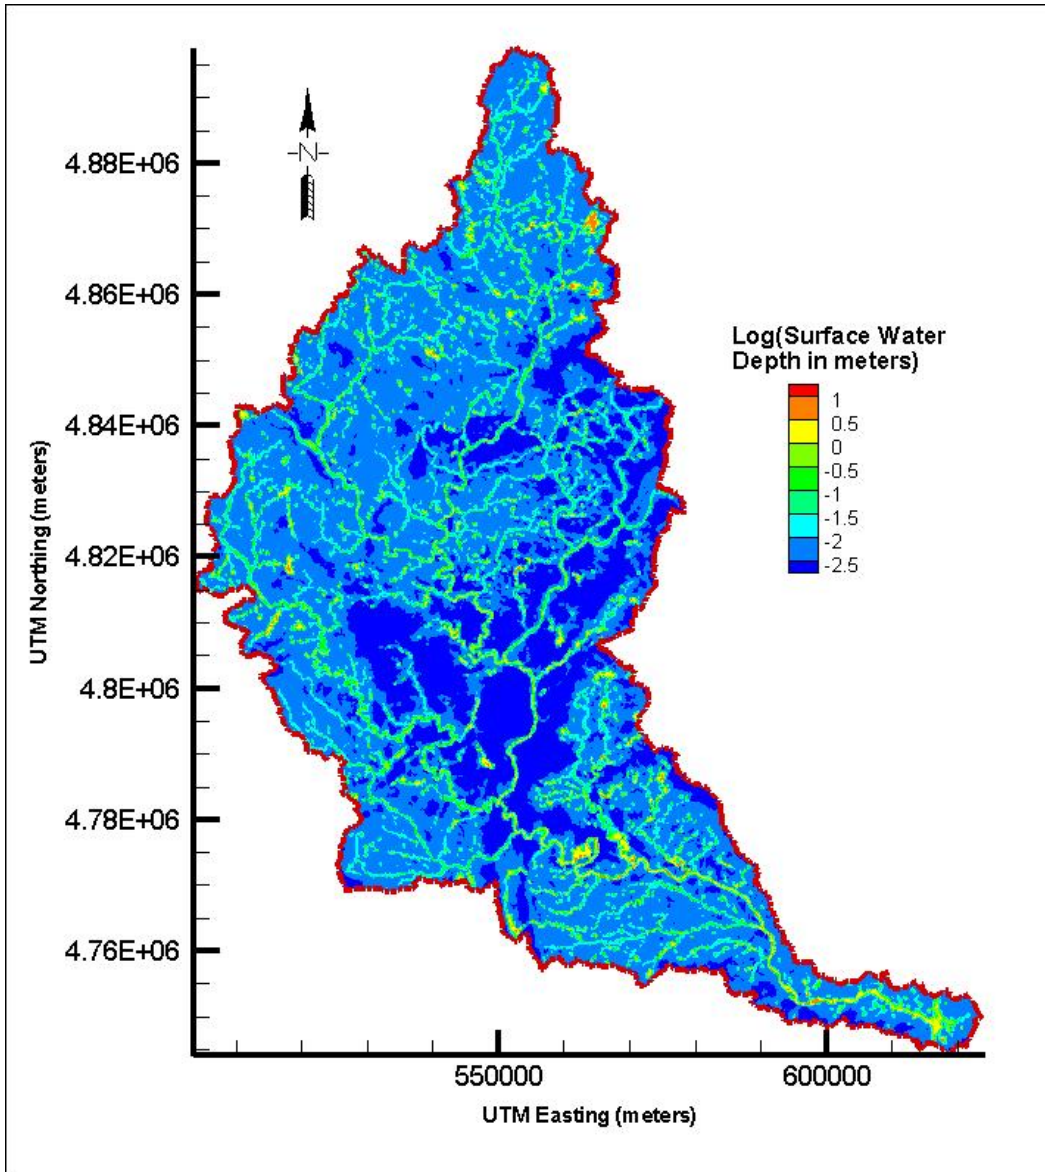 N
4.88E+06
4.86E+06
4.84E+06
4.82E+06
4.8E+06
4.78E+06
4.76E+06
UTM Northing (meters)
Log(Surface Water
Depth in meters)
1
0.5
0
-0.5
-1
-1.5
-2
-2.5
550000
600000
UTM Easting (meters)